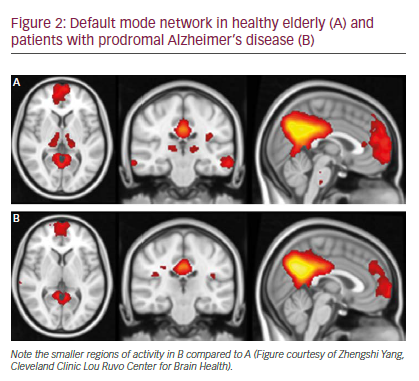 Figure 2: Default mode network in healthy elderly (A) and
patients with prodromal Alzheimer’s disease (B)
A
B
Note the smaller regions of activity in B compared to A (Figure courtesy of Zhengshi Yang,
Cleveland Clinic Lou Ruvo Center for Brain Health).